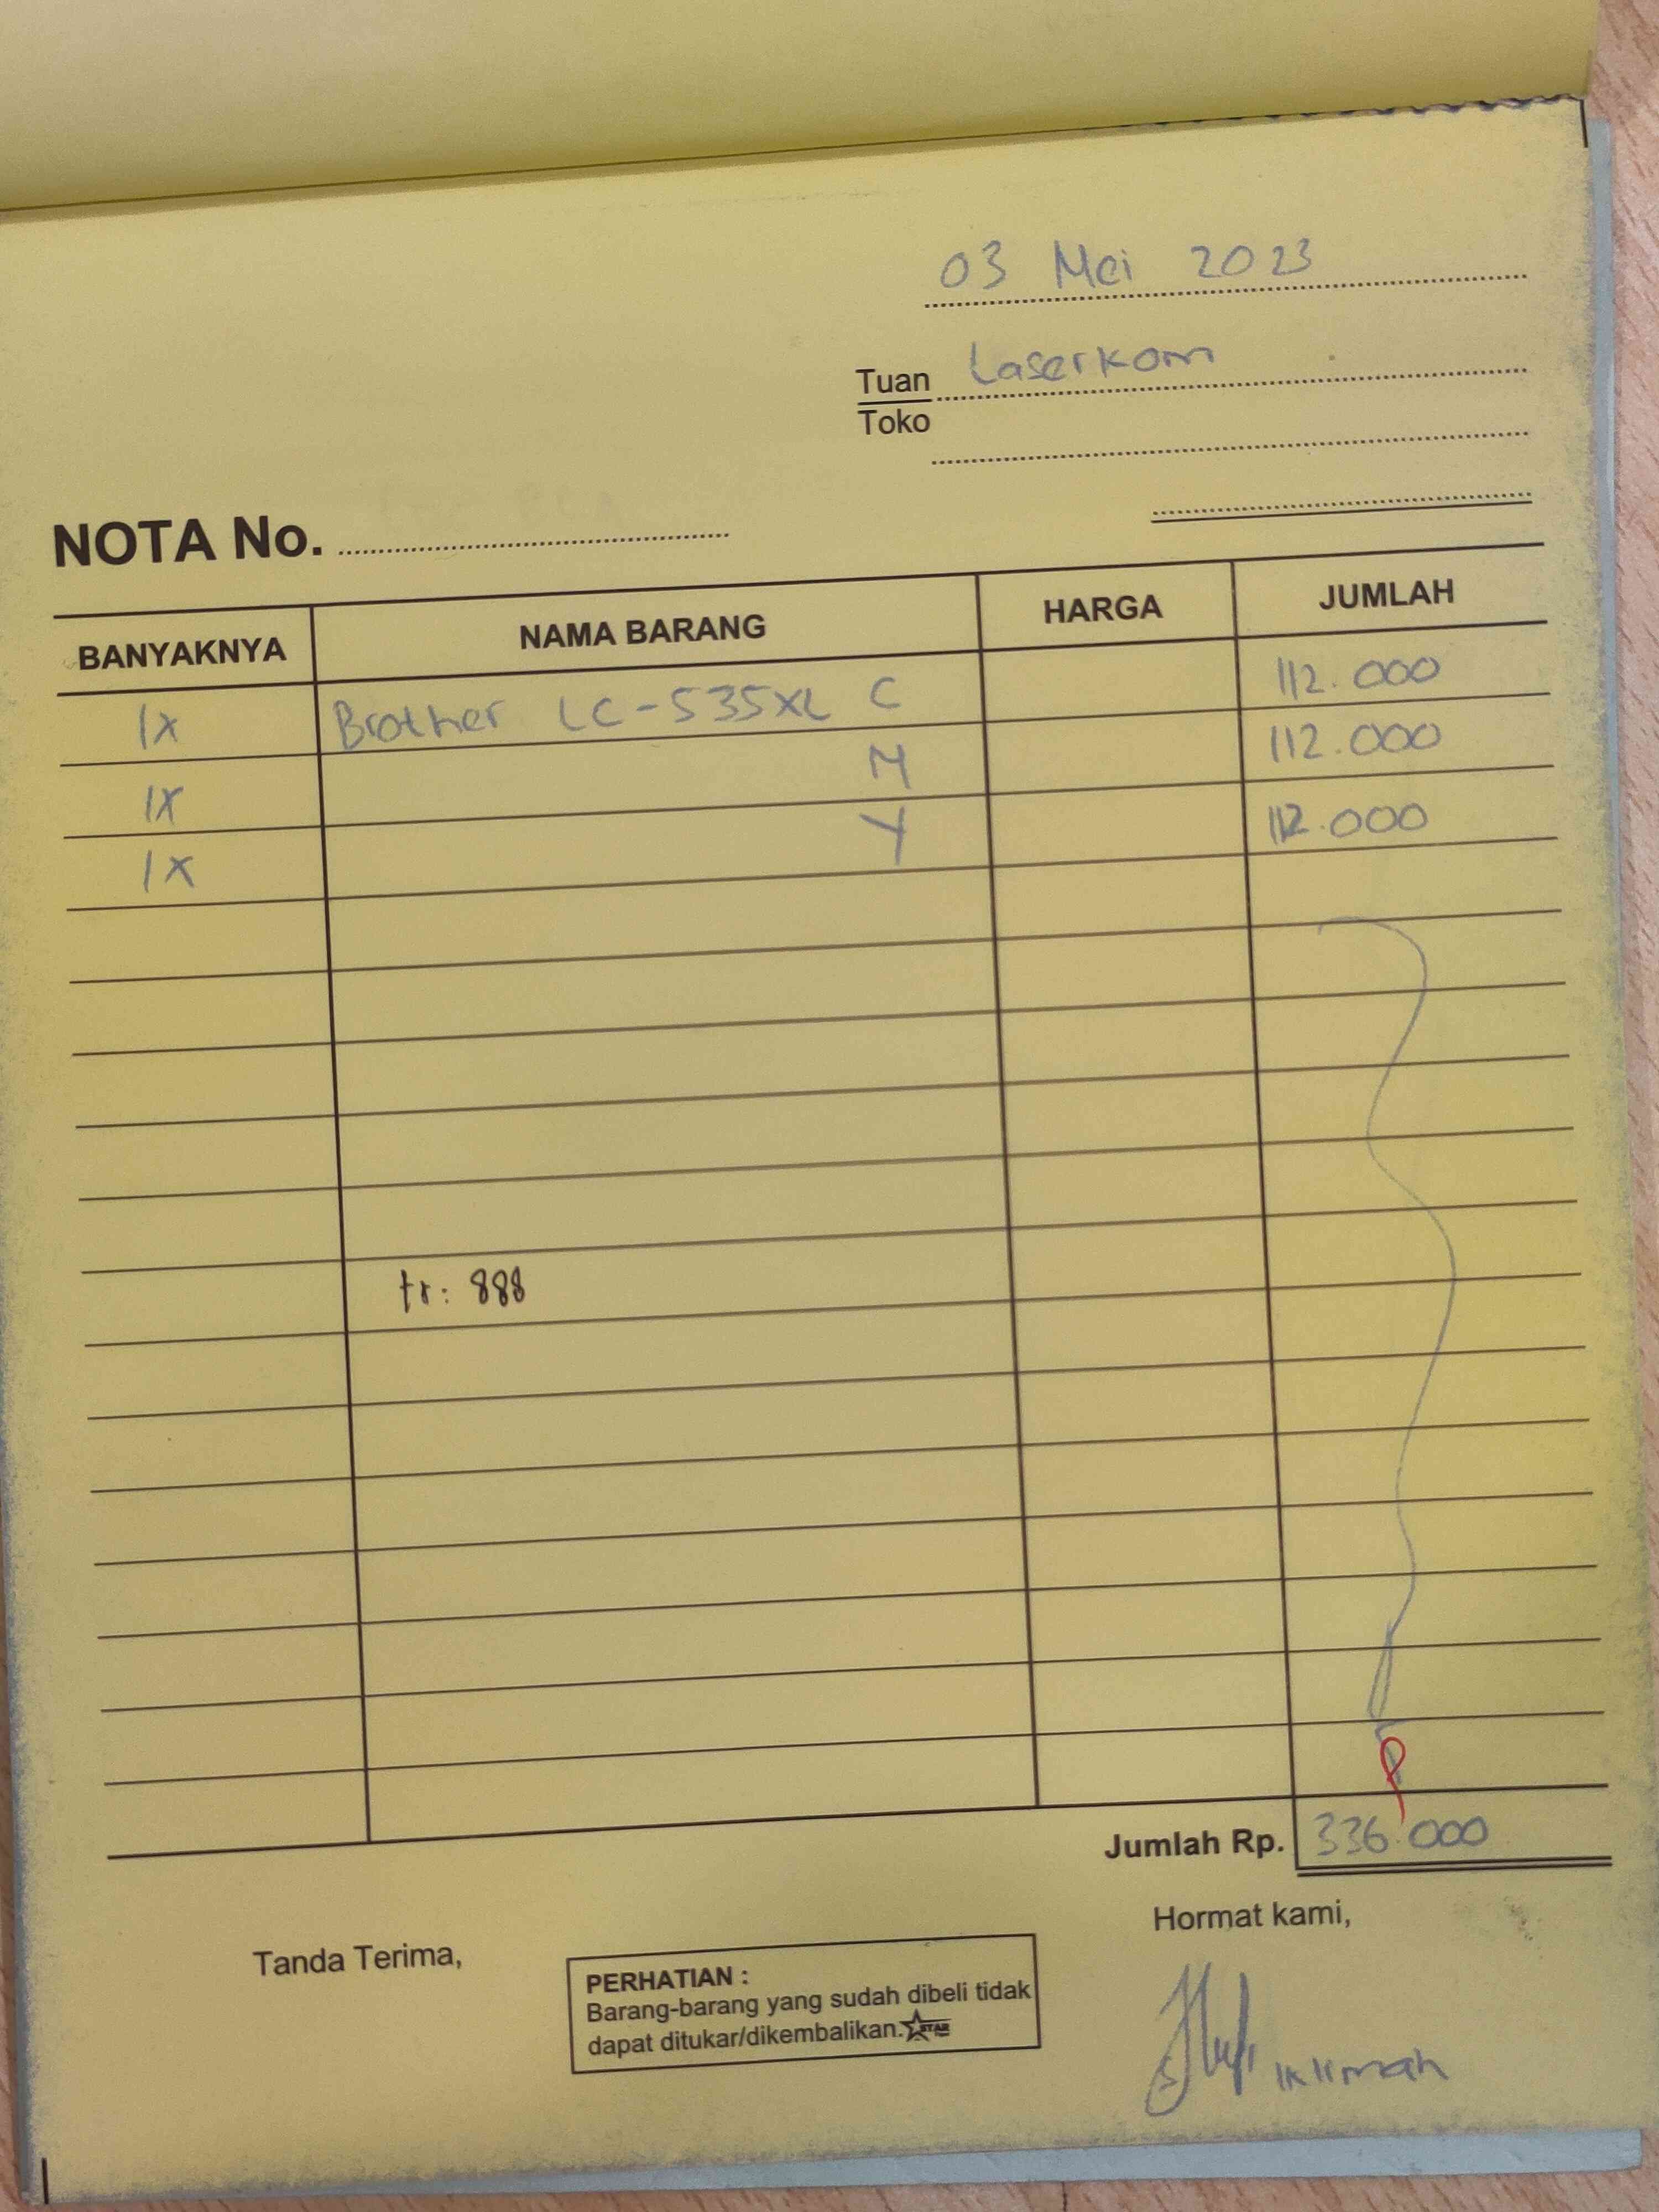 03 Mei 2023
Tuan Laserkom
Toko
NOTA No.
BANYAKNYA NAMA BARANG HARGA JUMLAH
1x Brother LC-535XL C 112.000
1x M 112.000
1x Y 112.000
tr: 888
Jumlah Rp. 336.000
Tanda Terima,
Hormat kami,
PERHATIAN :
Barang-barang yang sudah dibeli tidak
dapat ditukar/dikembalikan. STAR
Iklimah